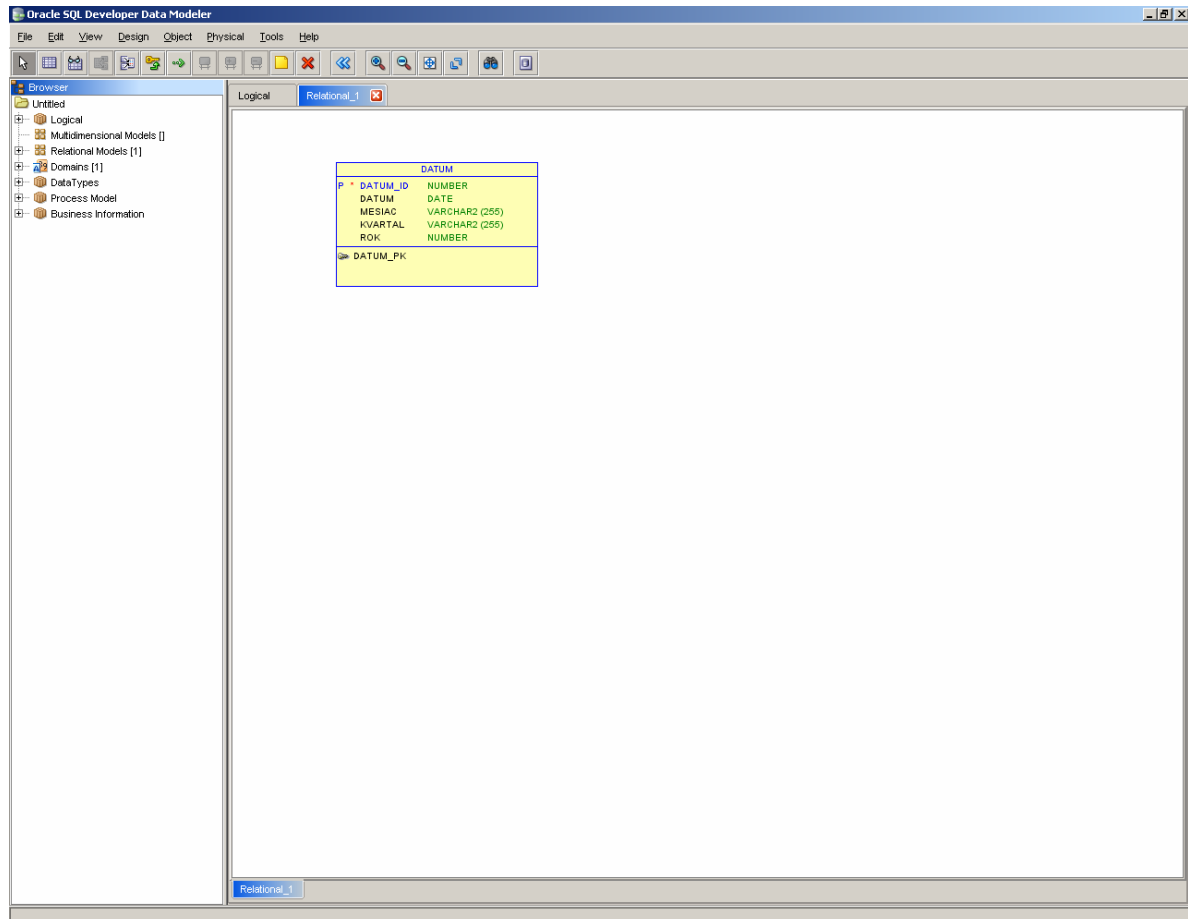 Oracle SQL Developer Data Modeler
File Edit View Design Object Physical Tools Help
Browser
Untitled
Logical
Multidimensional Models []
Relational Models [1]
Domains [1]
DataTypes
Process Model
Business Information
Logical Relational_1
DATUM
P * DATUM_ID NUMBER
DATUM DATE
MESIAC VARCHAR2 (255)
KVARTAL VARCHAR2 (255)
ROK NUMBER
DATUM_PK
Relational_1